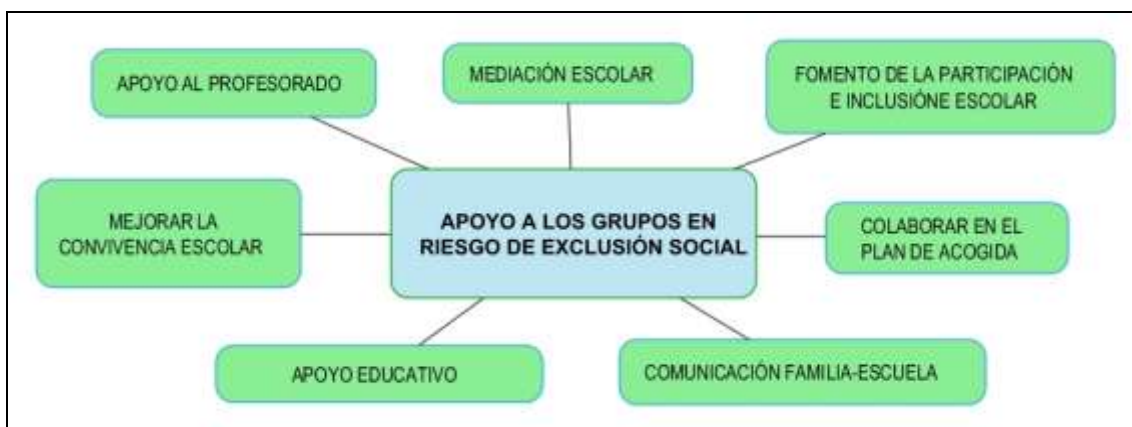 APOYO AL PROFESORADO
MEDIACIÓN ESCOLAR
FOMENTO DE LA PARTICIPACIÓN
E INCLUSIÓNE ESCOLAR
MEJORAR LA
CONVIVENCIA ESCOLAR
APOYO A LOS GRUPOS EN
RIESGO DE EXCLUSIÓN SOCIAL
COLABORAR EN EL
PLAN DE ACOGIDA
APOYO EDUCATIVO
COMUNICACIÓN FAMILIA-ESCUELA